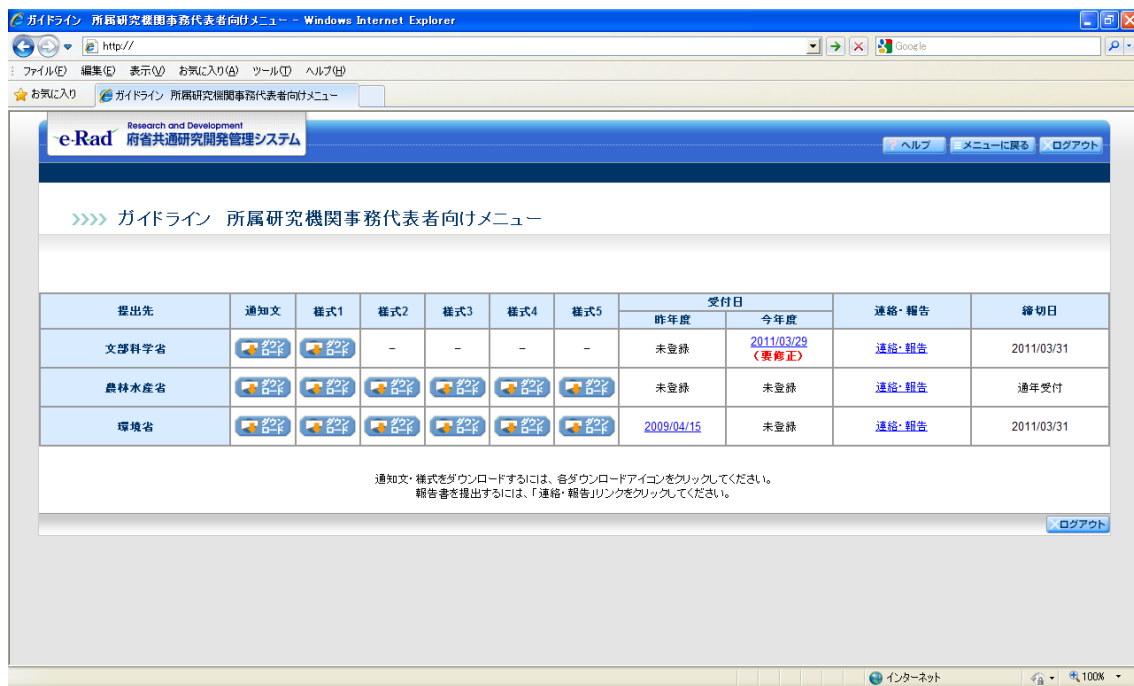 ガイドライン 所属研究機関事務代表者向けメニュー - Windows Internet Explorer
http://
Google
ファイル(F) 編集(E) 表示(V) お気に入り(A) ツール(T) ヘルプ(H)
お気に入り ガイドライン 所属研究機関事務代表者向けメニュー
e-Rad Research and Development
府省共通研究開発管理システム
ヘルプ メニューに戻る ログアウト
>>>> ガイドライン 所属研究機関事務代表者向けメニュー
提出先 通知文 様式1 様式2 様式3 様式4 様式5 受付日 連絡・報告 締切日
昨年度 今年度
文部科学省 ダウンロード ダウンロード - - - - 未登録 2011/03/29 連絡・報告 2011/03/31
(要修正)
農林水産省 ダウンロード ダウンロード ダウンロード ダウンロード ダウンロード ダウンロード 未登録 未登録 連絡・報告 通年受付
環境省 ダウンロード ダウンロード ダウンロード ダウンロード ダウンロード ダウンロード 2009/04/15 未登録 連絡・報告 2011/03/31
通知文・様式をダウンロードするには、各ダウンロードアイコンをクリックしてください。
報告書を提出するには、「連絡・報告」リンクをクリックしてください。
ログアウト
インターネット 100%